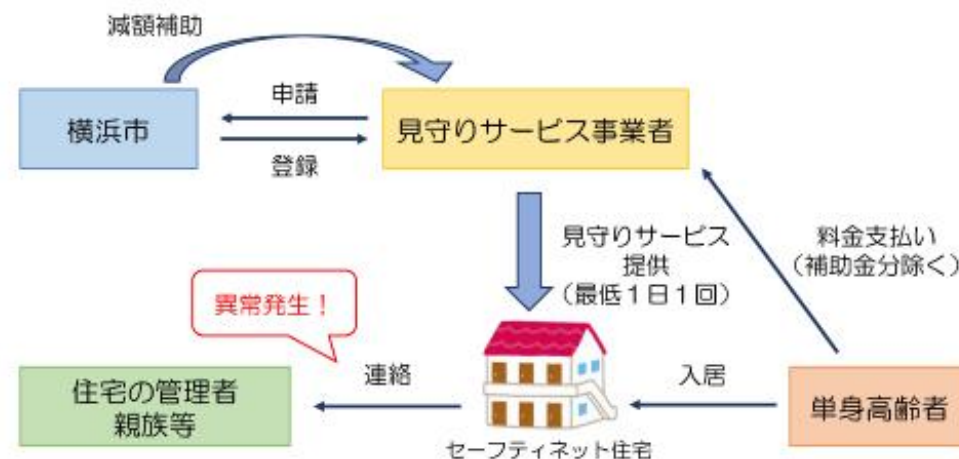 減額補助
申請
横浜市
見守りサービス事業者
登録
見守りサービス
提供
（最低１日１回）
料金支払い
（補助金分除く）
異常発生！
住宅の管理者
親族等
連絡
入居
単身高齢者
セーフティネット住宅